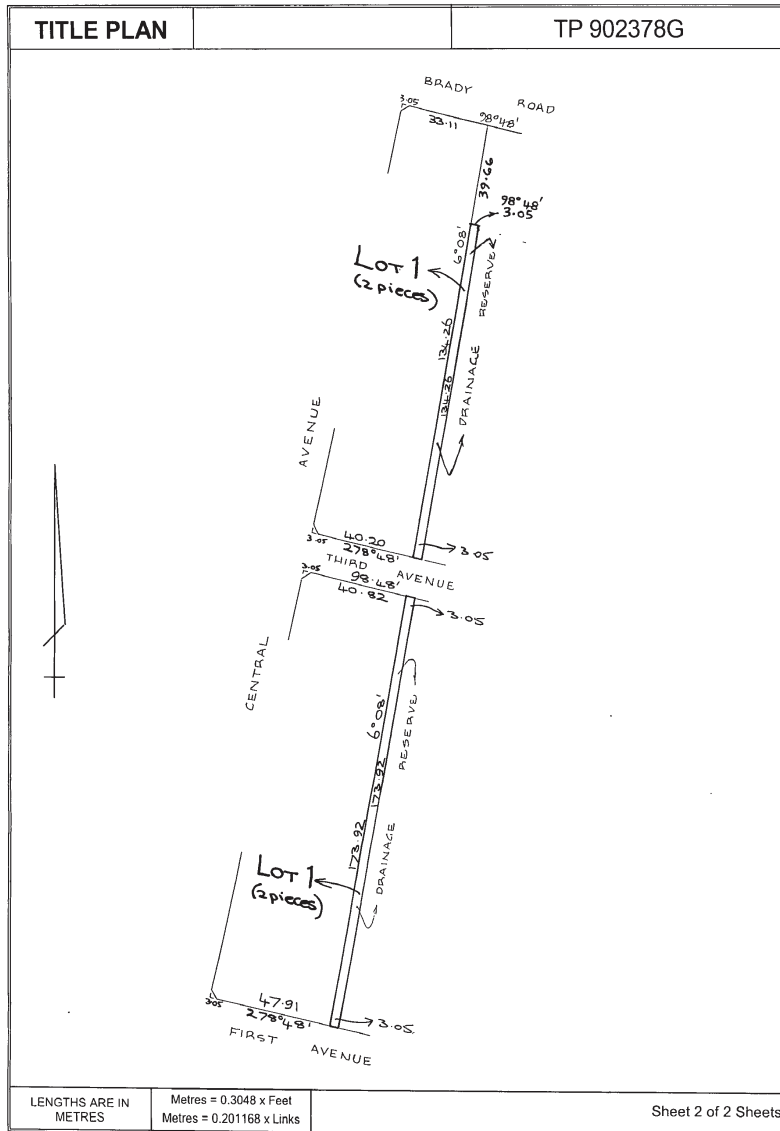 TITLE PLAN
TP 902378G
BRADY ROAD
3.05
33.11
98°48'
39.66
98°48'
3.05
6°08'
LOT 1
(2 pieces)
RESERVE
134.26
134.26
DRAINAGE
AVENUE
3.05
40.20
278°48'
3.05
THIRD AVENUE
3.05
98.48'
40.82
3.05
CENTRAL
6°08'
RESERVE
173.92
173.92
DRAINAGE
LOT 1
(2 pieces)
3.05
47.91
278°48'
3.05
FIRST AVENUE
LENGTHS ARE IN
METRES
Metres = 0.3048 x Feet
Metres = 0.201168 x Links
Sheet 2 of 2 Sheets